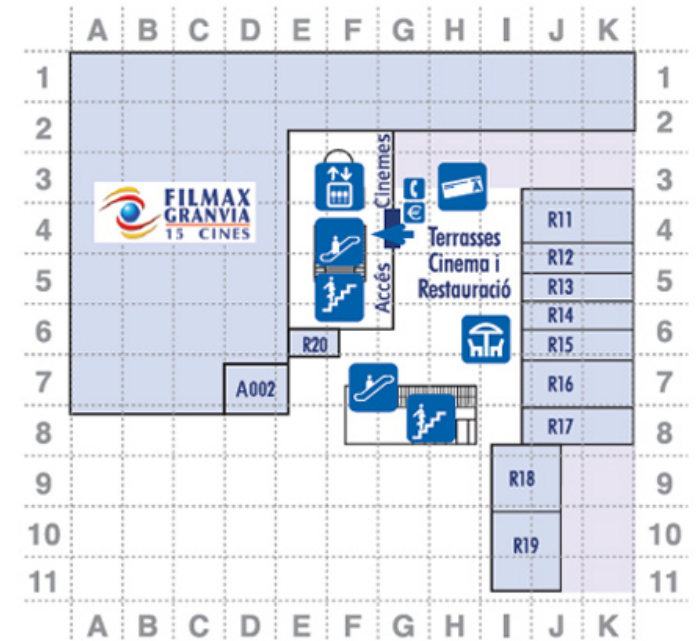 A B C D E F G H I J K
1 1
2 2
Cinemes
3 3
FILMAX
GRANVIA
15 CINES
€
4 4
R11
Terrasses
Cinema i
Restauració
R12
5 5
Accés
R13
R14
6 6
R20
R15
7 7
A002
R16
8 8
R17
9 9
R18
10 10
R19
11 11
A B C D E F G H I J K